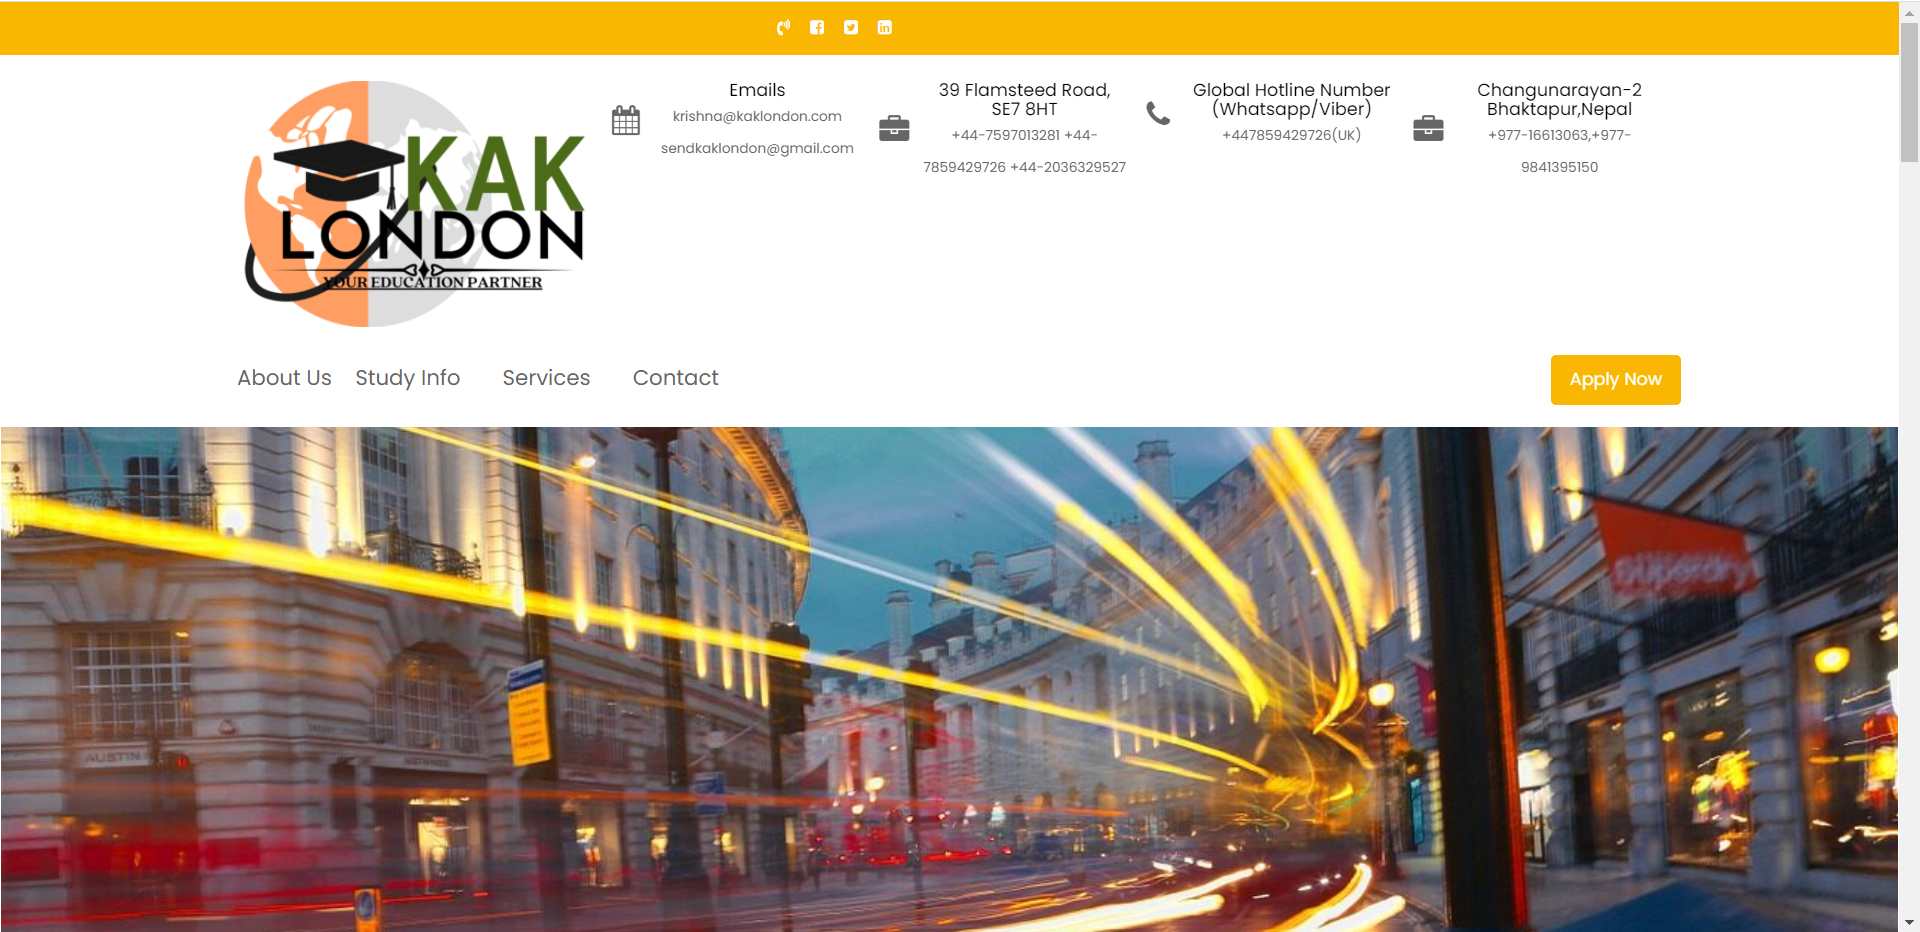 KAK
LONDON
YOUR EDUCATION PARTNER
Emails
krishna@kaklondon.com
sendkaklondon@gmail.com
39 Flamsteed Road,
SE7 8HT
+44-7597013281 +44-
7859429726 +44-2036329527
Global Hotline Number
(Whatsapp/Viber)
+447859429726(UK)
Changunarayan-2
Bhaktapur,Nepal
+977-16613063,+977-
9841395150
About Us
Study Info
Services
Contact
Apply Now
superdry
AUSTIN